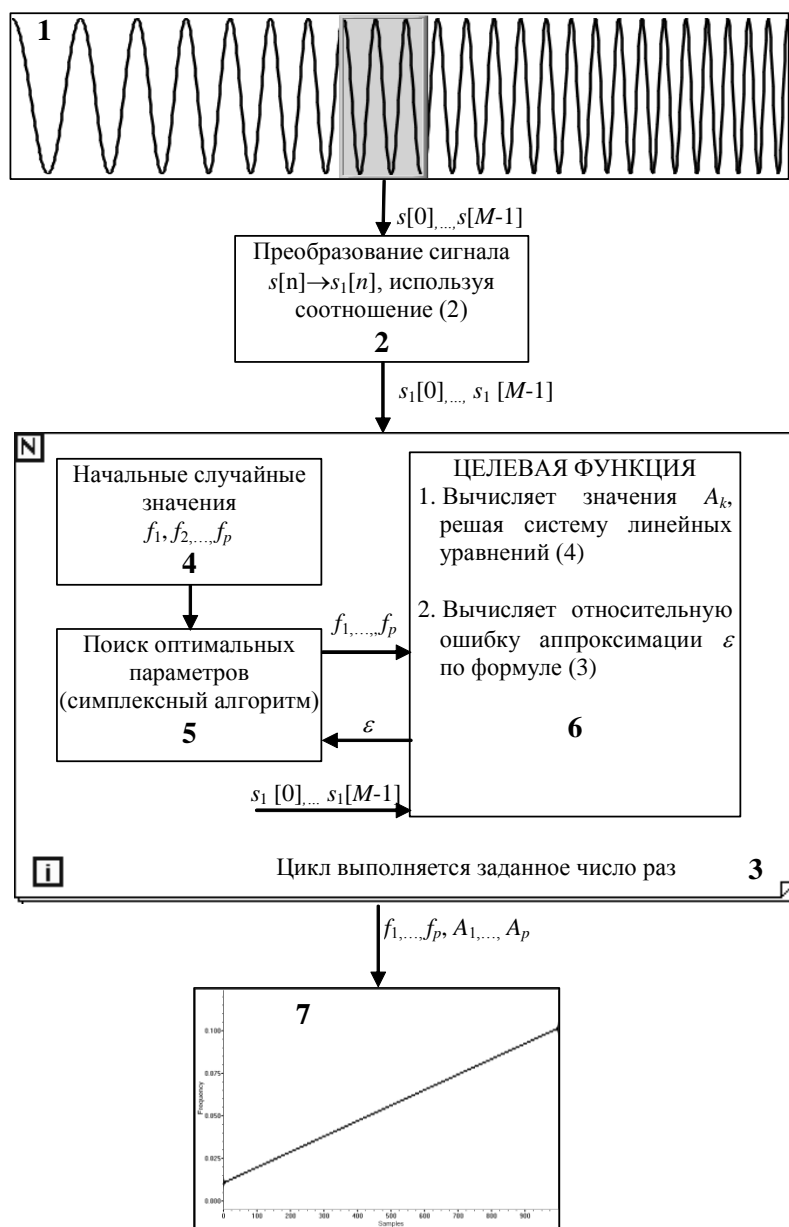 1
s[0],...,s[M-1]
Преобразование сигнала
s[n]→s₁[n], используя
соотношение (2)
2
s₁[0],..., s₁ [M-1]
N
Начальные случайные
значения
f₁, f₂,...,fₚ
4
Поиск оптимальных
параметров
(симплексный алгоритм)
5
f₁,...,,fₚ
ε
s₁ [0],... s₁[M-1]
ЦЕЛЕВАЯ ФУНКЦИЯ
1. Вычисляет значения Aₖ,
решая систему линейных
уравнений (4)
2. Вычисляет относительную
ошибку аппроксимации ε
по формуле (3)
6
i
Цикл выполняется заданное число раз
3
f₁,...,fₚ, A₁,..., Aₚ
7
0.100
0.075
0.050
0.025
0.000
Frequency
0 100 200 300 400 500 600 700 800 900
Samples